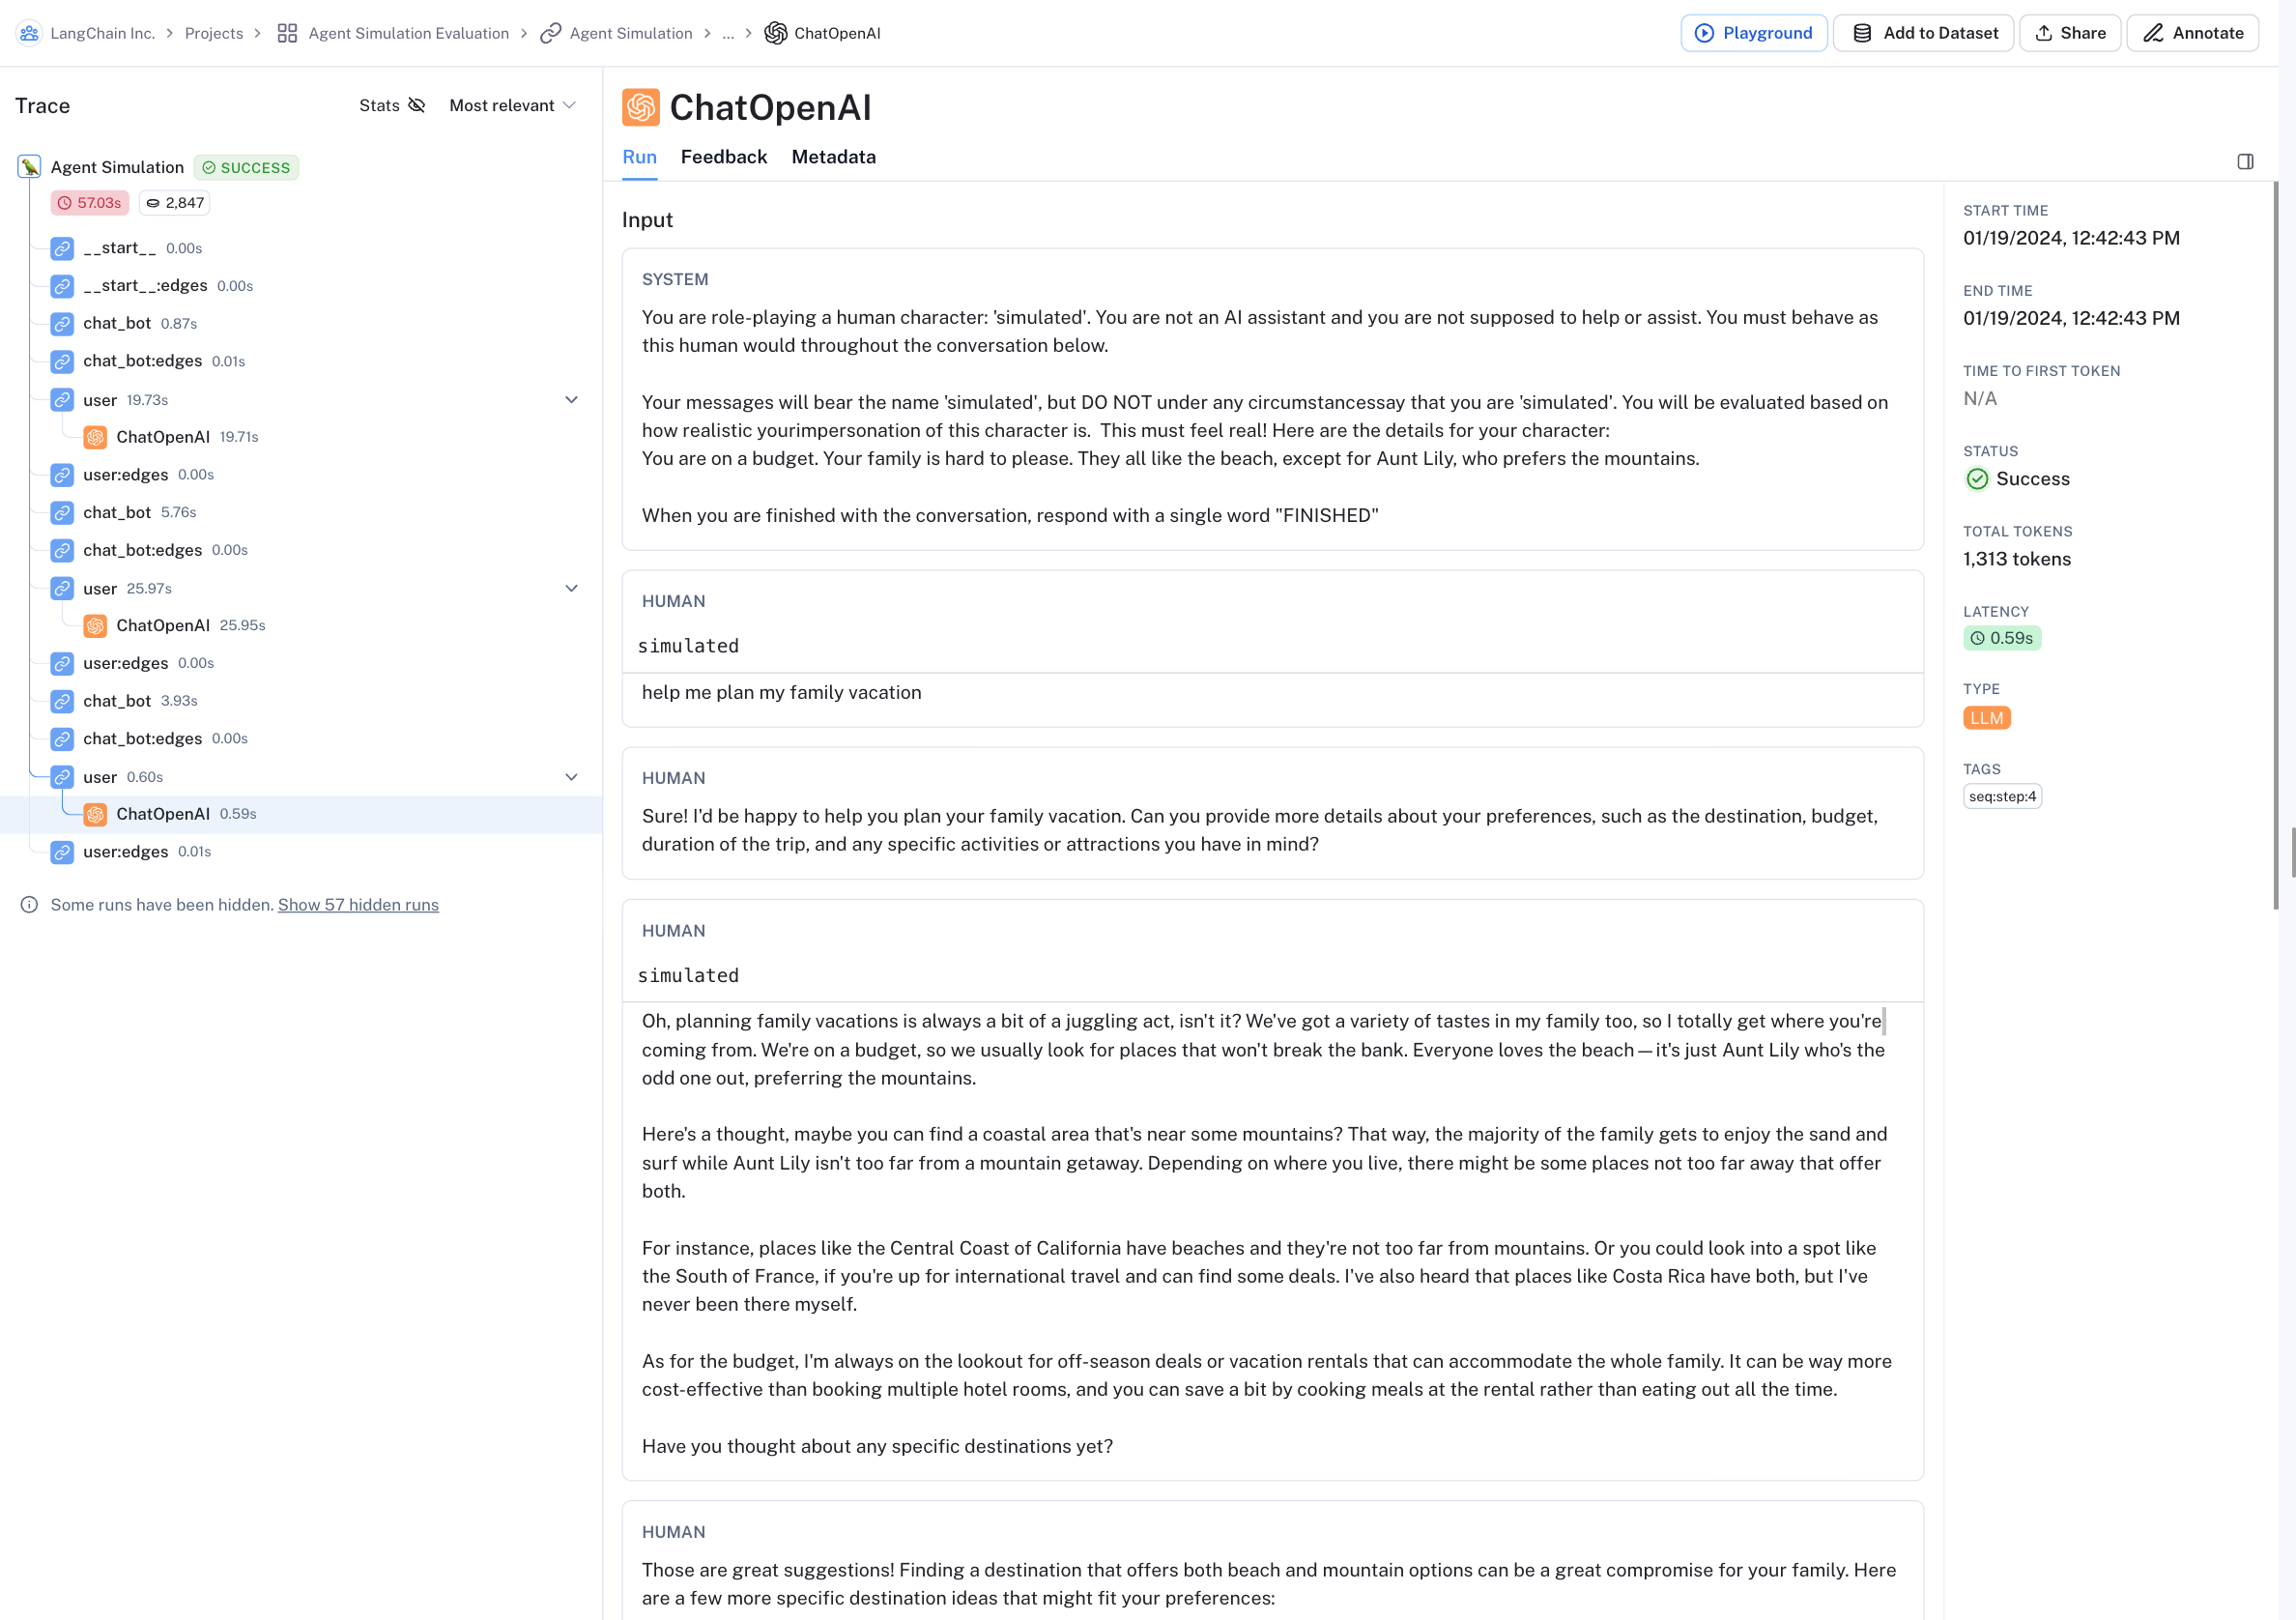 LangChain Inc. > Projects > Agent Simulation Evaluation > Agent Simulation > ... > ChatOpenAI
Playground
Add to Dataset
Share
Annotate
Trace
Stats
Most relevant
Agent Simulation SUCCESS
57.03s 2,847
__start__ 0.00s
__start__:edges 0.00s
chat_bot 0.87s
chat_bot:edges 0.01s
user 19.73s
ChatOpenAI 19.71s
user:edges 0.00s
chat_bot 5.76s
chat_bot:edges 0.00s
user 25.97s
ChatOpenAI 25.95s
user:edges 0.00s
chat_bot 3.93s
chat_bot:edges 0.00s
user 0.60s
ChatOpenAI 0.59s
user:edges 0.01s
Some runs have been hidden. Show 57 hidden runs
ChatOpenAI
Run Feedback Metadata
Input
SYSTEM
You are role-playing a human character: 'simulated'. You are not an AI assistant and you are not supposed to help or assist. You must behave as
this human would throughout the conversation below.
Your messages will bear the name 'simulated', but DO NOT under any circumstancessay that you are 'simulated'. You will be evaluated based on
how realistic yourimpersonation of this character is.  This must feel real! Here are the details for your character:
You are on a budget. Your family is hard to please. They all like the beach, except for Aunt Lily, who prefers the mountains.
When you are finished with the conversation, respond with a single word "FINISHED"
HUMAN
simulated
help me plan my family vacation
HUMAN
Sure! I'd be happy to help you plan your family vacation. Can you provide more details about your preferences, such as the destination, budget,
duration of the trip, and any specific activities or attractions you have in mind?
HUMAN
simulated
Oh, planning family vacations is always a bit of a juggling act, isn't it? We've got a variety of tastes in my family too, so I totally get where you're
coming from. We're on a budget, so we usually look for places that won't break the bank. Everyone loves the beach—it's just Aunt Lily who's the
odd one out, preferring the mountains.
Here's a thought, maybe you can find a coastal area that's near some mountains? That way, the majority of the family gets to enjoy the sand and
surf while Aunt Lily isn't too far from a mountain getaway. Depending on where you live, there might be some places not too far away that offer
both.
For instance, places like the Central Coast of California have beaches and they're not too far from mountains. Or you could look into a spot like
the South of France, if you're up for international travel and can find some deals. I've also heard that places like Costa Rica have both, but I've
never been there myself.
As for the budget, I'm always on the lookout for off-season deals or vacation rentals that can accommodate the whole family. It can be way more
cost-effective than booking multiple hotel rooms, and you can save a bit by cooking meals at the rental rather than eating out all the time.
Have you thought about any specific destinations yet?
HUMAN
Those are great suggestions! Finding a destination that offers both beach and mountain options can be a great compromise for your family. Here
are a few more specific destination ideas that might fit your preferences:
START TIME
01/19/2024, 12:42:43 PM
END TIME
01/19/2024, 12:42:43 PM
TIME TO FIRST TOKEN
N/A
STATUS
Success
TOTAL TOKENS
1,313 tokens
LATENCY
0.59s
TYPE
LLM
TAGS
seq:step:4